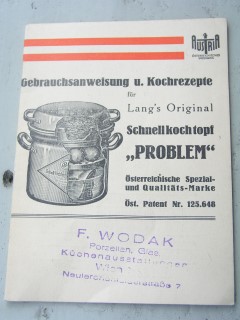 AUSTRIA
Gebrauchsanweisung u. Kochrezepte
für
Lang's Original
Schnellkochtopf
„PROBLEM“
Österreichische Spezial-
und Qualitäts-Marke
Öst. Patent Nr. 125.648
F. WODAK
Porzellan, Glas,
Küchenausstattungen
Wien